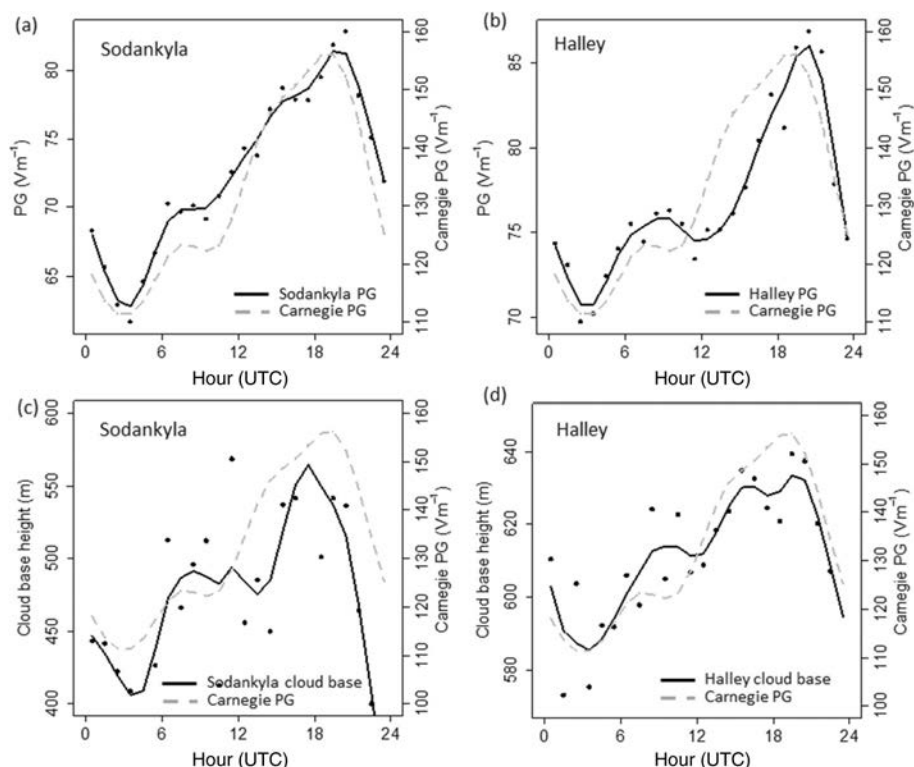 (a)
Sodankyla
PG (Vm⁻¹)
80
75
70
65
160
150
140
130
120
110
Carnegie PG (Vm⁻¹)
Sodankyla PG
Carnegie PG
0 6 12 18 24
Hour (UTC)
(b)
Halley
PG (Vm⁻¹)
85
80
75
70
160
150
140
130
120
110
Carnegie PG (Vm⁻¹)
Halley PG
Carnegie PG
0 6 12 18 24
Hour (UTC)
(c)
Sodankyla
Cloud base height (m)
600
550
500
450
400
160
150
140
130
120
110
100
Carnegie PG (Vm⁻¹)
Sodankyla cloud base
Carnegie PG
0 6 12 18 24
Hour (UTC)
(d)
Halley
Cloud base height (m)
640
620
600
580
160
150
140
130
120
110
100
Carnegie PG (Vm⁻¹)
Halley cloud base
Carnegie PG
0 6 12 18 24
Hour (UTC)